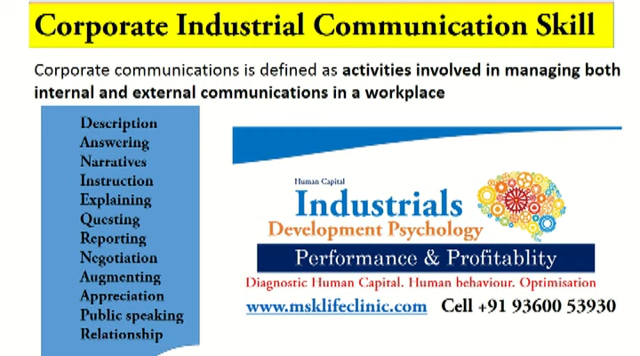 Corporate Industrial Communication Skill
Corporate communications is defined as activities involved in managing both
internal and external communications in a workplace
Description
Answering
Narratives
Instruction
Explaining
Questing
Reporting
Negotiation
Augmenting
Appreciation
Public speaking
Relationship
Human Capital
Industrials
Development Psychology
Performance & Profitablity
Diagnostic Human Capital. Human behaviour. Optimisation
www.msklifeclinic.com Cell +91 93600 53930